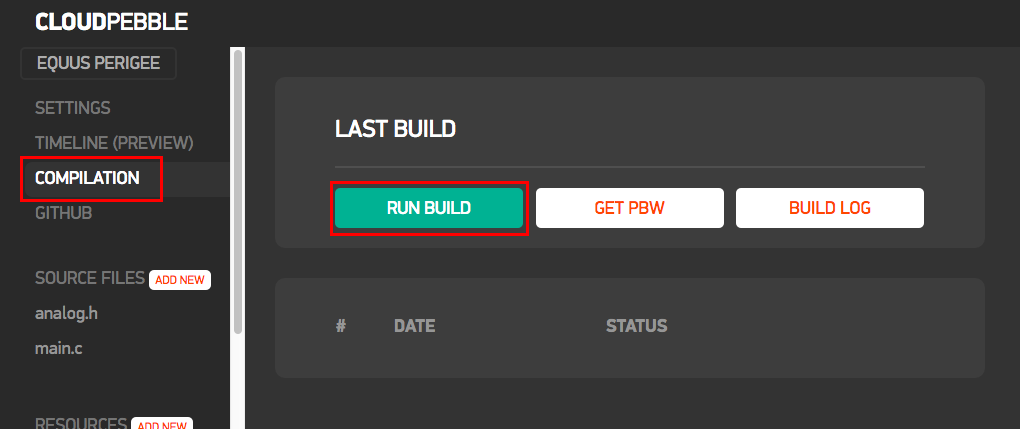 CLOUDPEBBLE
EQUUS PERIGEE
SETTINGS
TIMELINE (PREVIEW)
COMPILATION
GITHUB
SOURCE FILES ADD NEW
analog.h
main.c
RESOURCES ADD NEW
LAST BUILD
RUN BUILD GET PBW BUILD LOG
# DATE STATUS